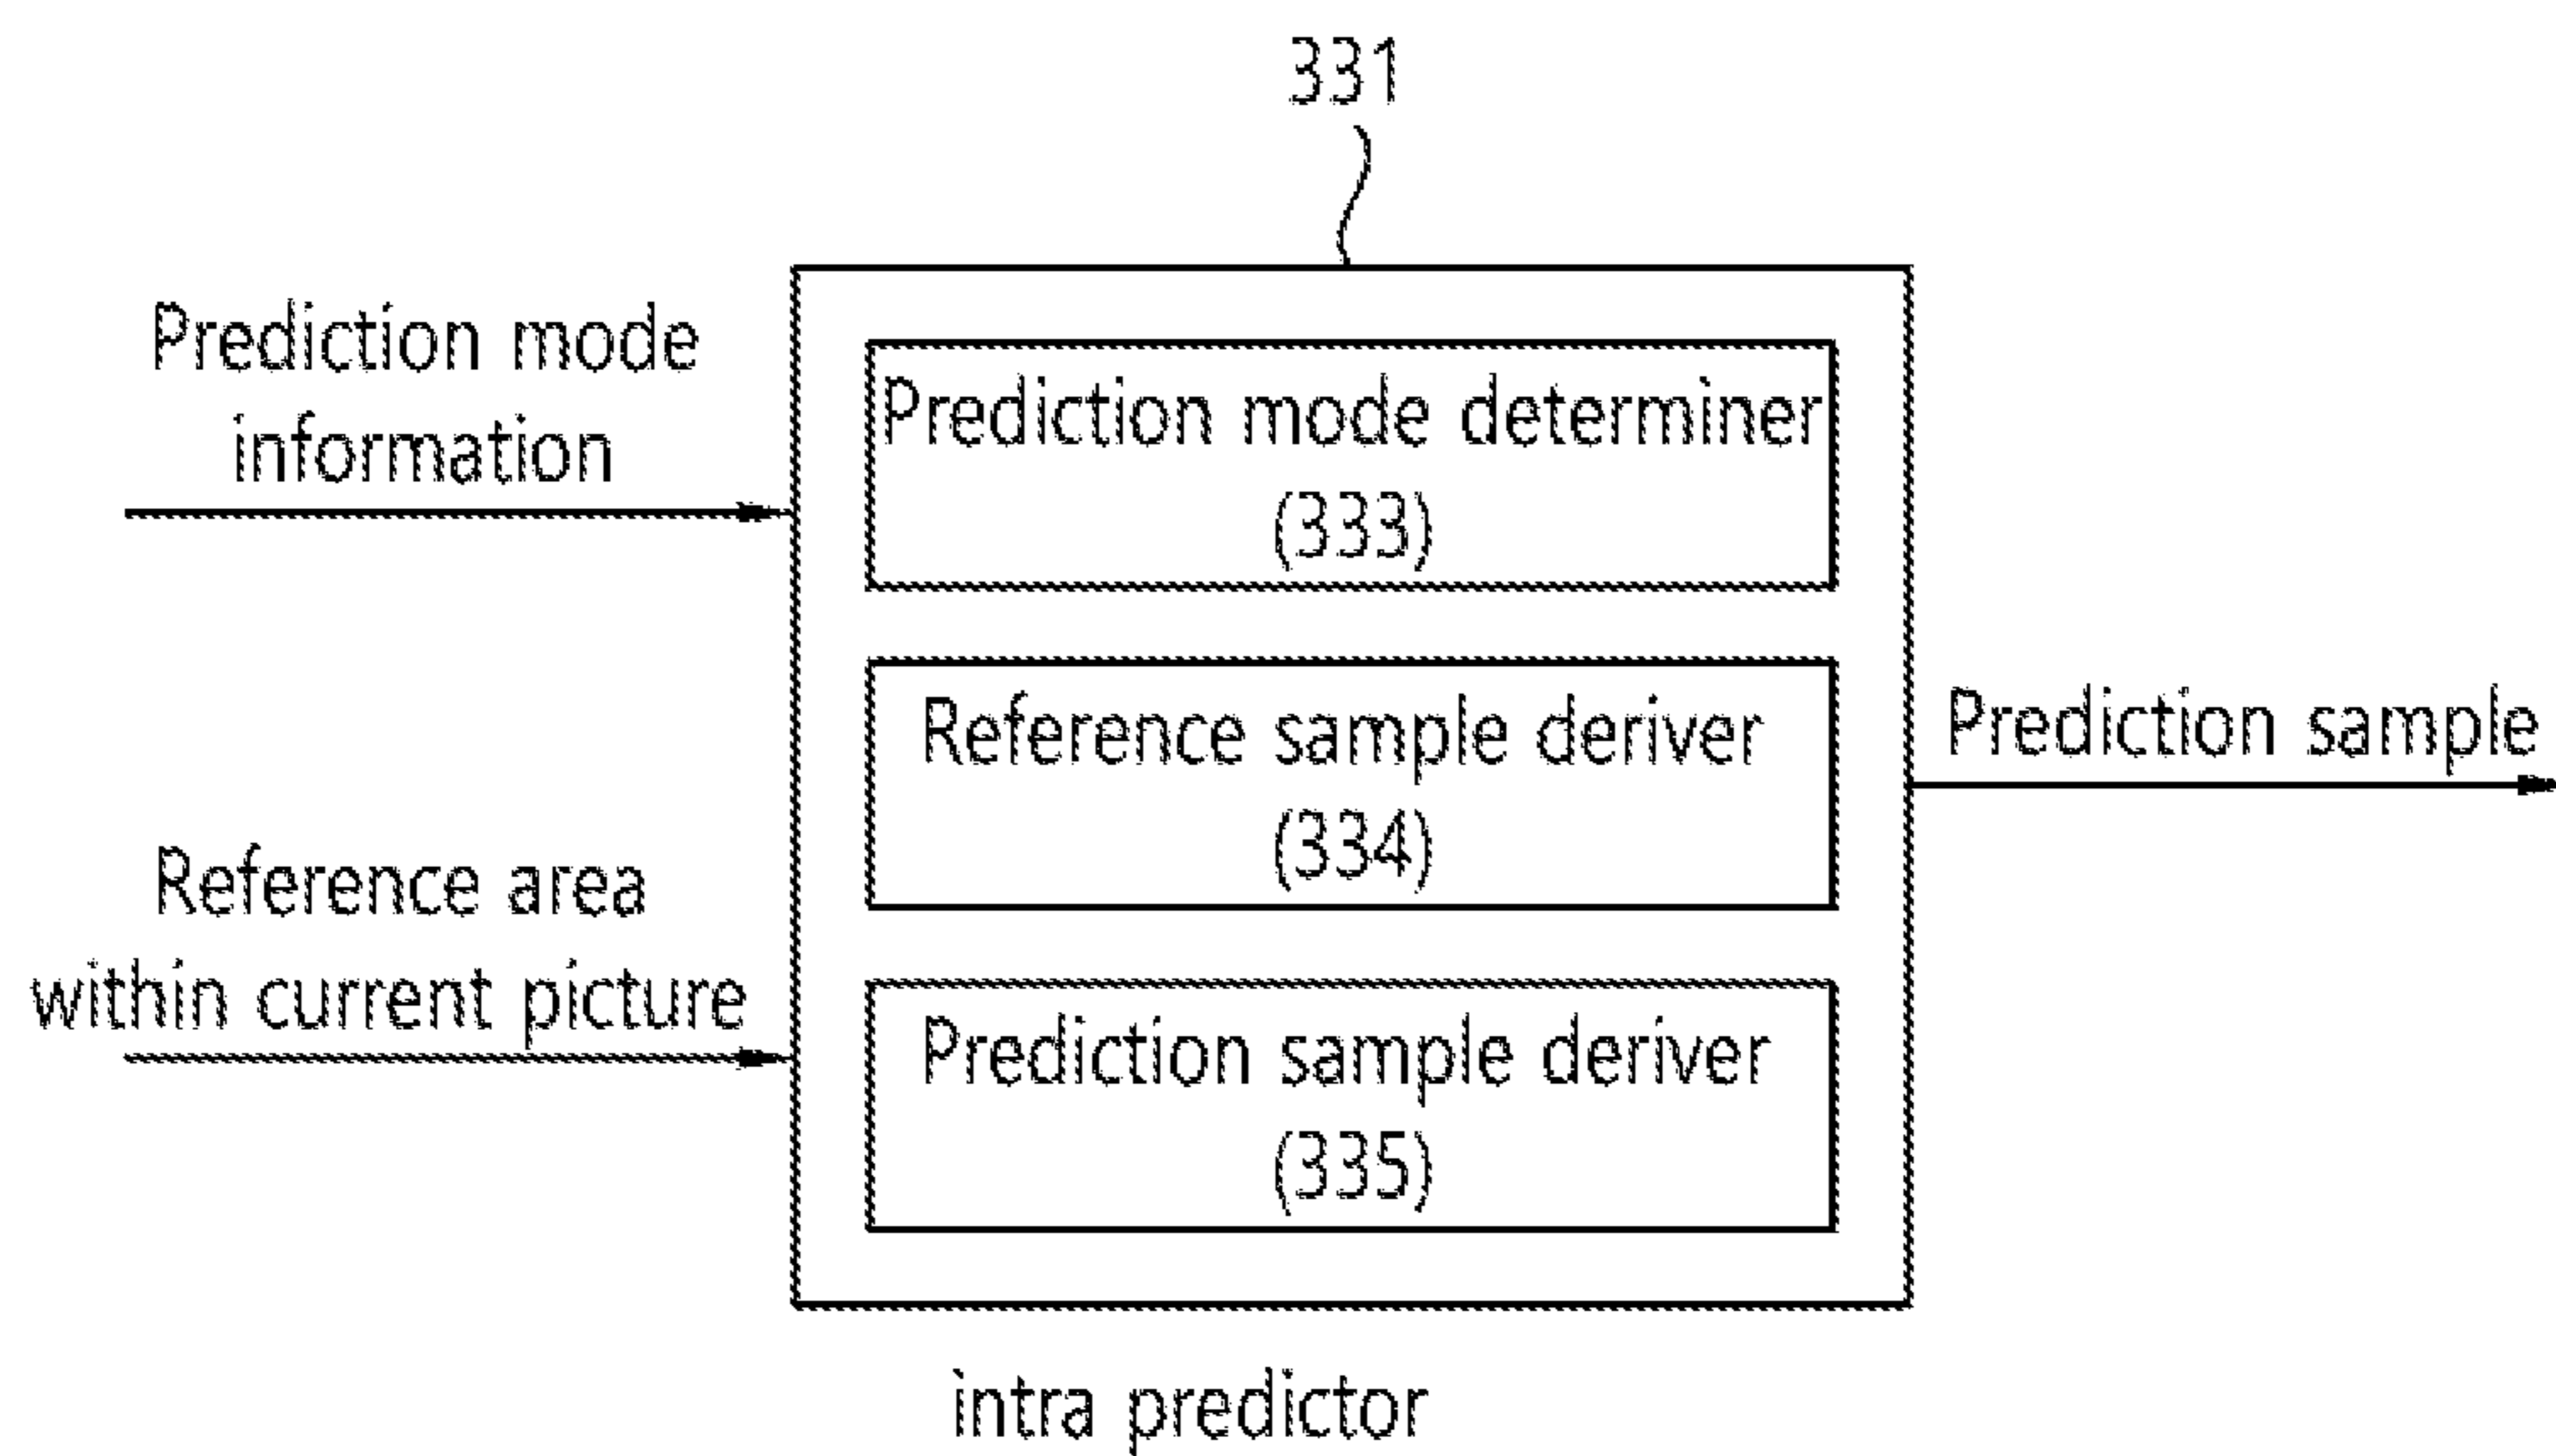 331
Prediction mode
information
Prediction mode determiner
(333)
Reference sample deriver
(334)
Prediction sample
Reference area
within current picture
Prediction sample deriver
(335)
intra predictor